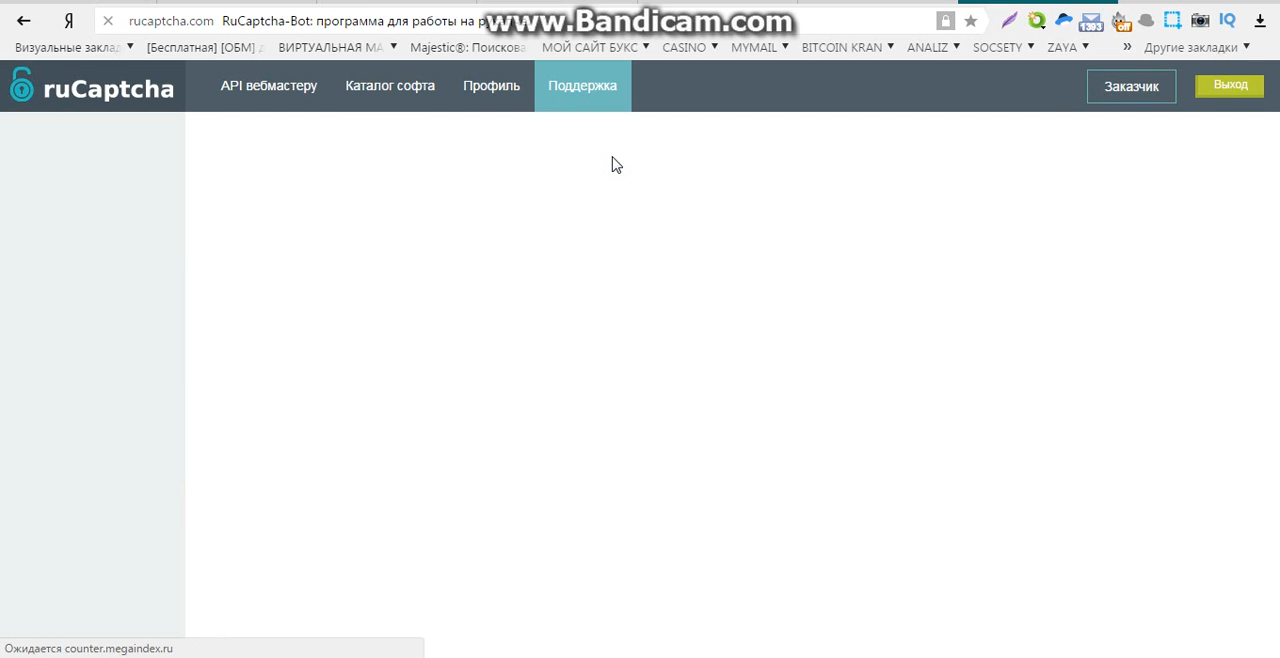 rucaptcha.com RuCaptcha-Bot: программа для работы на
www.Bandicam.com
1393
Gif
IQ
Визуальные заклад [Бесплатная] [ОБМ] ВИРТУАЛЬНАЯ МА Majestic®: Поискова МОЙ САЙТ БУКС CASINO MYMAIL BITCOIN KRAN ANALIZ SOCSETY ZAYA » Другие закладки
ruCaptcha API вебмастеру Каталог софта Профиль Поддержка Заказчик Выход
Ожидается counter.megaindex.ru